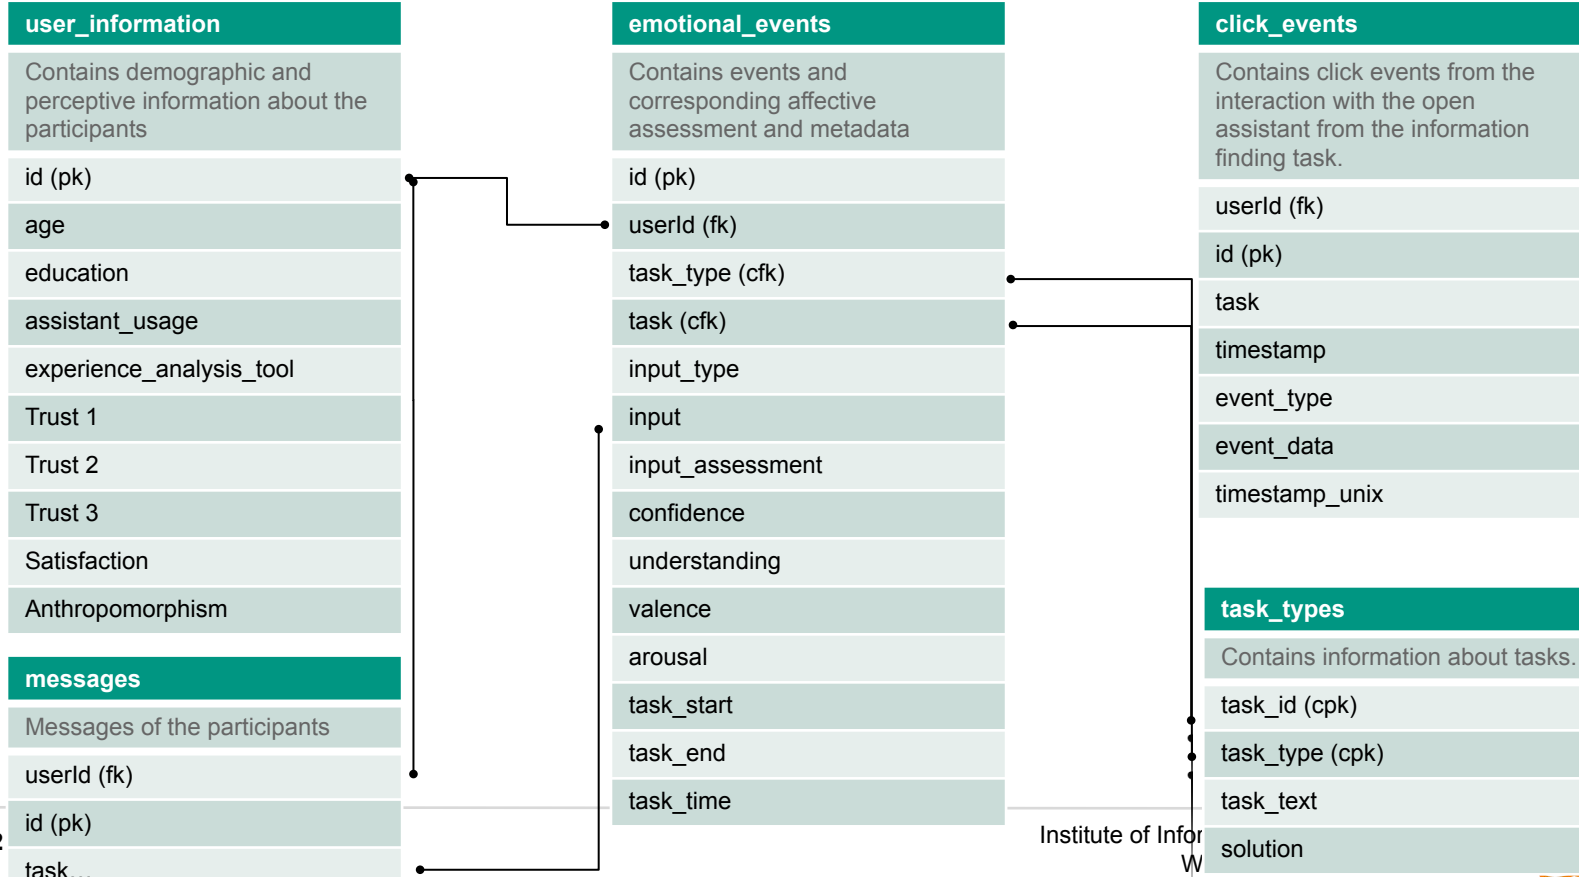 user_information
Contains demographic and
perceptive information about the
participants
id (pk)
age
education
assistant_usage
experience_analysis_tool
Trust 1
Trust 2
Trust 3
Satisfaction
Anthropomorphism
messages
Messages of the participants
userId (fk)
id (pk)
task...
emotional_events
Contains events and
corresponding affective
assessment and metadata
id (pk)
userId (fk)
task_type (cfk)
task (cfk)
input_type
input
input_assessment
confidence
understanding
valence
arousal
task_start
task_end
task_time
click_events
Contains click events from the
interaction with the open
assistant from the information
finding task.
userId (fk)
id (pk)
task
timestamp
event_type
event_data
timestamp_unix
task_types
Contains information about tasks.
task_id (cpk)
task_type (cpk)
task_text
solution
Institute of